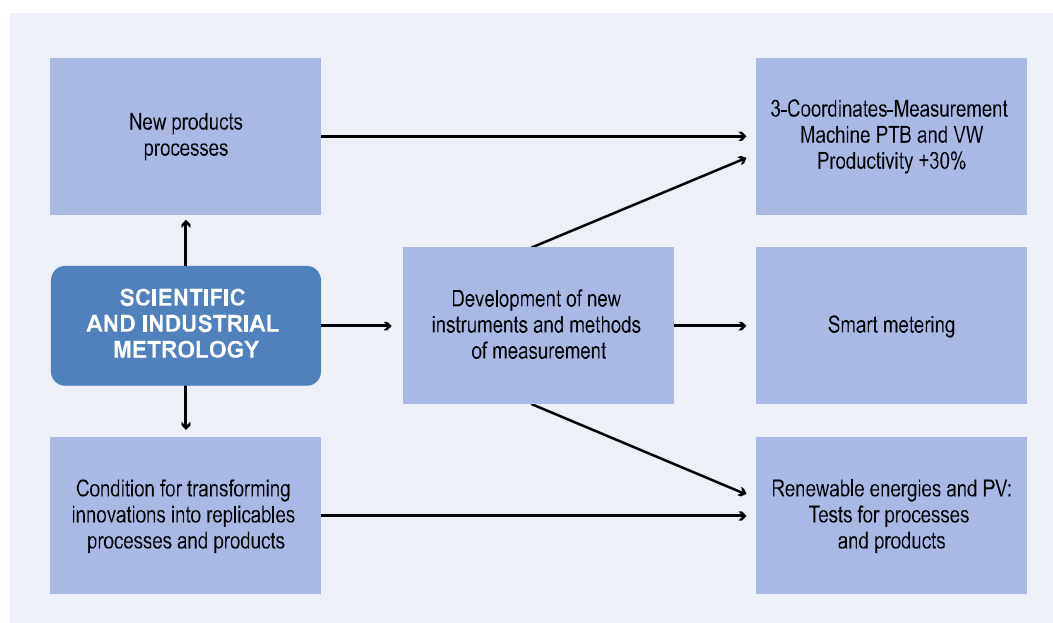 New products
processes
3-Coordinates-Measurement
Machine PTB and VW
Productivity +30%
SCIENTIFIC
AND INDUSTRIAL
METROLOGY
Development of new
instruments and methods
of measurement
Smart metering
Condition for transforming
innovations into replicables
processes and products
Renewable energies and PV:
Tests for processes
and products